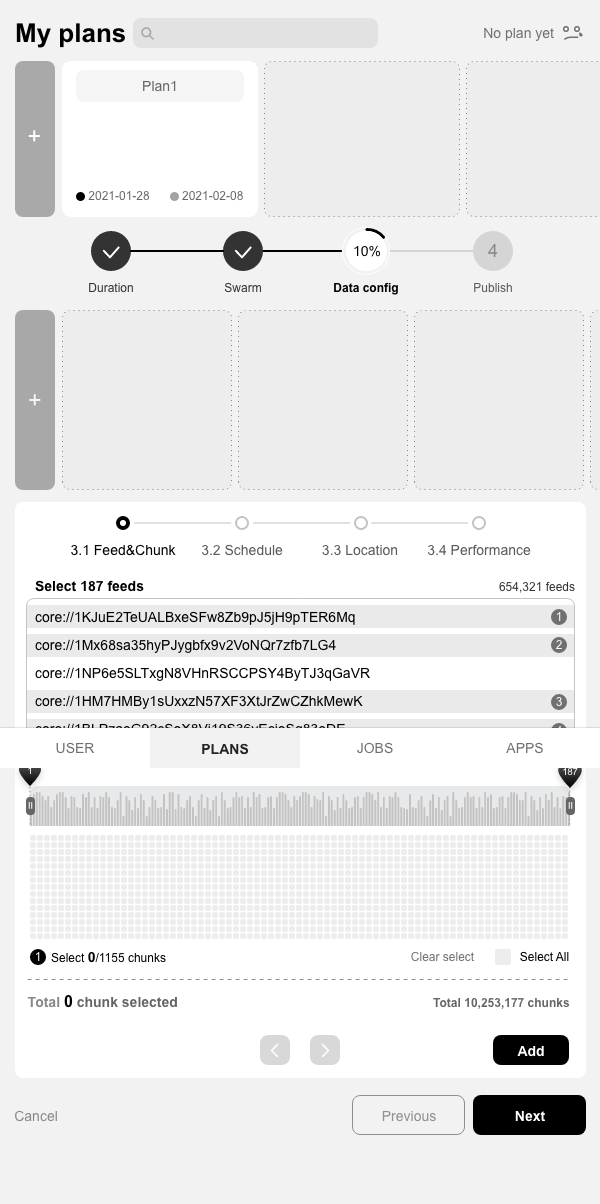 My plans
No plan yet
+
Plan1
2021-01-28 2021-02-08
10% 4
Duration Swarm Data config Publish
+
3.1 Feed&Chunk 3.2 Schedule 3.3 Location 3.4 Performance
Select 187 feeds 654,321 feeds
core://1KJuE2TeUALBxeSFw8Zb9pJ5jH9pTER6Mq 1
core://1Mx68sa35hyPJygbfx9v2VoNQr7zfb7LG4 2
core://1NP6e5SLTxgN8VHnRSCCPSY4ByTJ3qGaVR
core://1HM7HMBy1sUxxzN57XF3XtJrZwCZhkMewK 3
USER PLANS JOBS APPS
1 187
1 Select 0/1155 chunks Clear select Select All
Total 0 chunk selected Total 10,253,177 chunks
Add
Cancel Previous Next